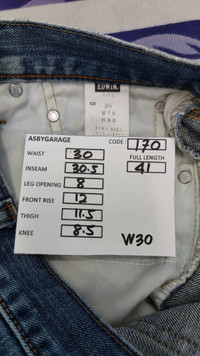 EDWIN
ASBYGARAGE
CODE 170
WAIST 30
FULL LENGTH
INSEAM 30.5
41
LEG OPENING 8
FRONT RISE 12
THIGH 11.5
KNEE 8.5
W30